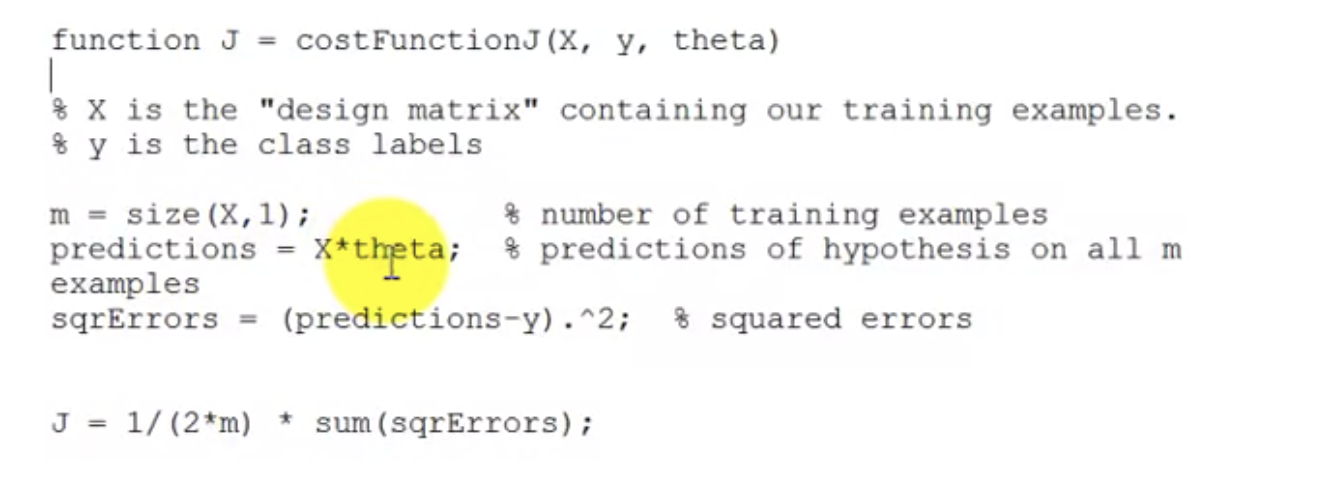 function J = costFunctionJ(X, y, theta)
% X is the "design matrix" containing our training examples.
% y is the class labels
m = size(X,1);         % number of training examples
predictions = X*theta;  % predictions of hypothesis on all m
examples
sqrErrors = (predictions-y).^2;  % squared errors
J = 1/(2*m) * sum(sqrErrors);